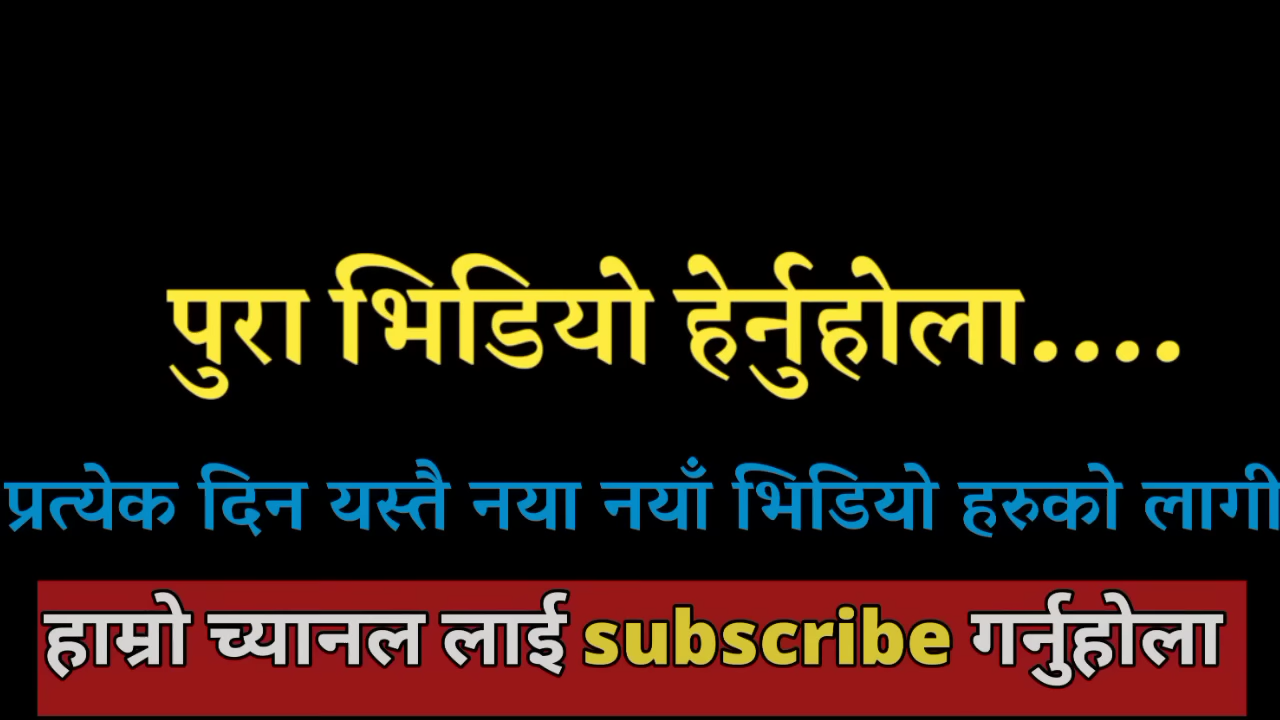 पुरा भिडियो हेर्नुहोला....
प्रत्येक दिन यस्तै नया नयाँ भिडियो हरुको लागी
हाम्रो च्यानल लाई subscribe गर्नुहोला